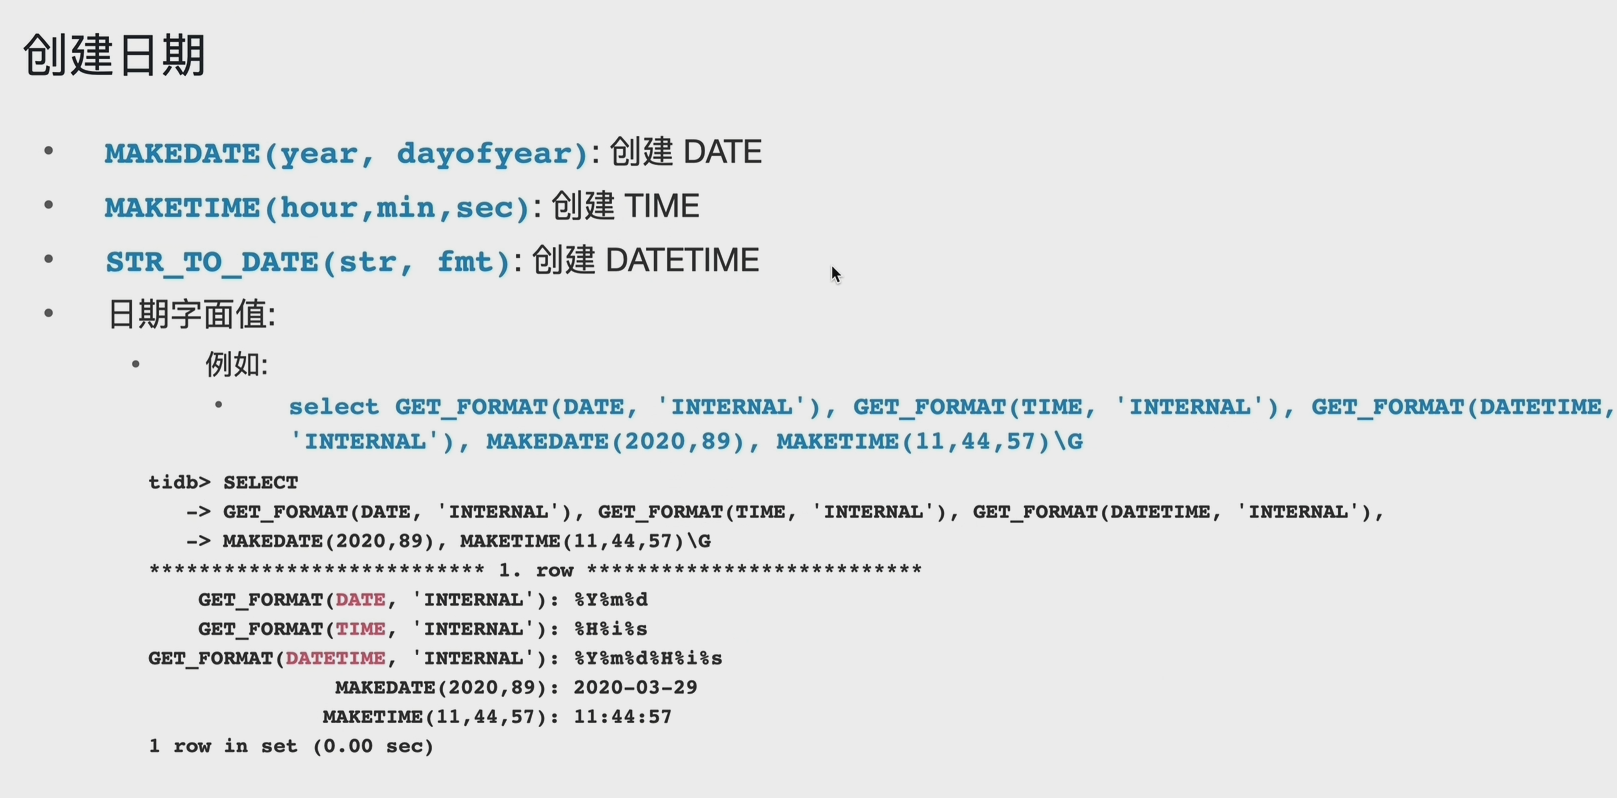 创建日期
• MAKEDATE(year, dayofyear): 创建 DATE
• MAKETIME(hour,min,sec): 创建 TIME
• STR_TO_DATE(str, fmt): 创建 DATETIME
• 日期字面值:
• 例如:
• select GET_FORMAT(DATE, 'INTERNAL'), GET_FORMAT(TIME, 'INTERNAL'), GET_FORMAT(DATETIME,
'INTERNAL'), MAKEDATE(2020,89), MAKETIME(11,44,57)\G
tidb> SELECT
-> GET_FORMAT(DATE, 'INTERNAL'), GET_FORMAT(TIME, 'INTERNAL'), GET_FORMAT(DATETIME, 'INTERNAL'),
-> MAKEDATE(2020,89), MAKETIME(11,44,57)\G
*************************** 1. row ***************************
GET_FORMAT(DATE, 'INTERNAL'): %Y%m%d
GET_FORMAT(TIME, 'INTERNAL'): %H%i%s
GET_FORMAT(DATETIME, 'INTERNAL'): %Y%m%d%H%i%s
MAKEDATE(2020,89): 2020-03-29
MAKETIME(11,44,57): 11:44:57
1 row in set (0.00 sec)